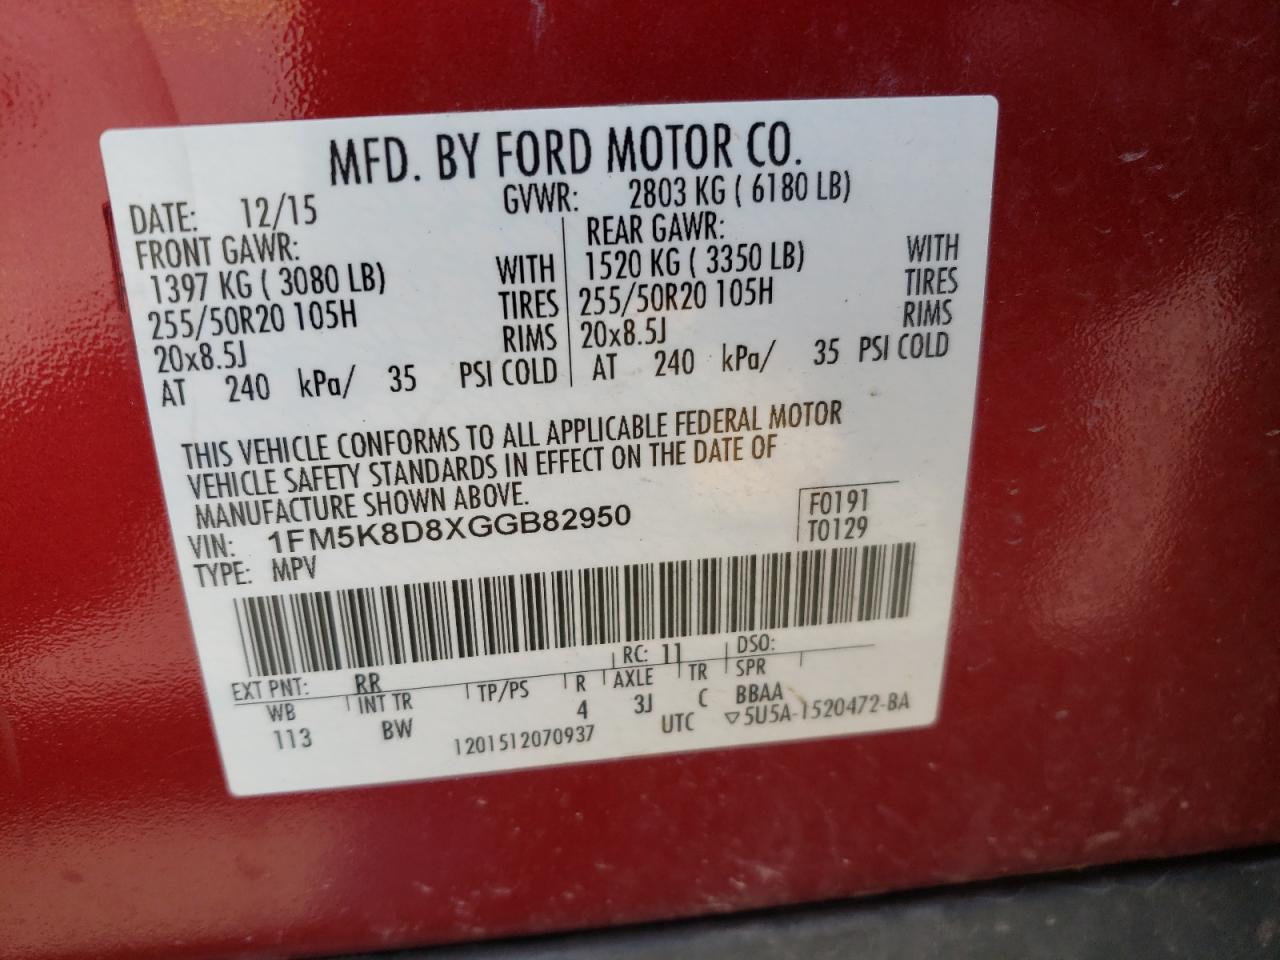 MFD. BY FORD MOTOR CO.
DATE: 12/15 GVWR: 2803 KG ( 6180 LB)
FRONT GAWR: REAR GAWR:
1397 KG ( 3080 LB) WITH 1520 KG ( 3350 LB) WITH
255/50R20 105H TIRES 255/50R20 105H TIRES
20x8.5J RIMS 20x8.5J RIMS
AT 240 kPa/ 35 PSI COLD AT 240 kPa/ 35 PSI COLD
THIS VEHICLE CONFORMS TO ALL APPLICABLE FEDERAL MOTOR
VEHICLE SAFETY STANDARDS IN EFFECT ON THE DATE OF
MANUFACTURE SHOWN ABOVE.
VIN: 1FM5K8D8XGGB82950 F0191
TYPE: MPV T0129
EXT PNT: RR RC: 11 DSO:
WB INT TR TP/PS R AXLE TR SPR
113 BW 4 3J C BBAA
1201512070937 UTC ▽5U5A-1520472-BA